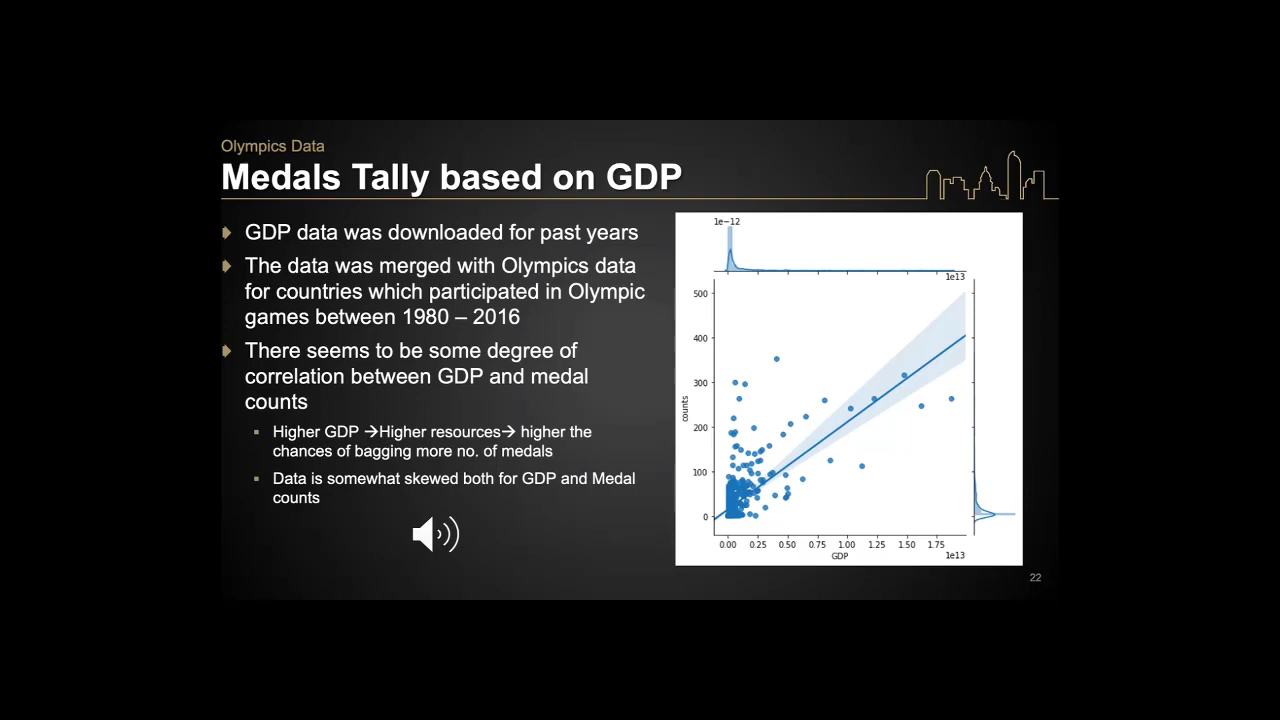 Olympics Data
Medals Tally based on GDP
GDP data was downloaded for past years
The data was merged with Olympics data
for countries which participated in Olympic
games between 1980 – 2016
There seems to be some degree of
correlation between GDP and medal
counts
Higher GDP →Higher resources→ higher the
chances of bagging more no. of medals
Data is somewhat skewed both for GDP and Medal
counts
1e−12
1e13
500
400
300
200
100
0
counts
0.00 0.25 0.50 0.75 1.00 1.25 1.50 1.75
GDP
1e13
22